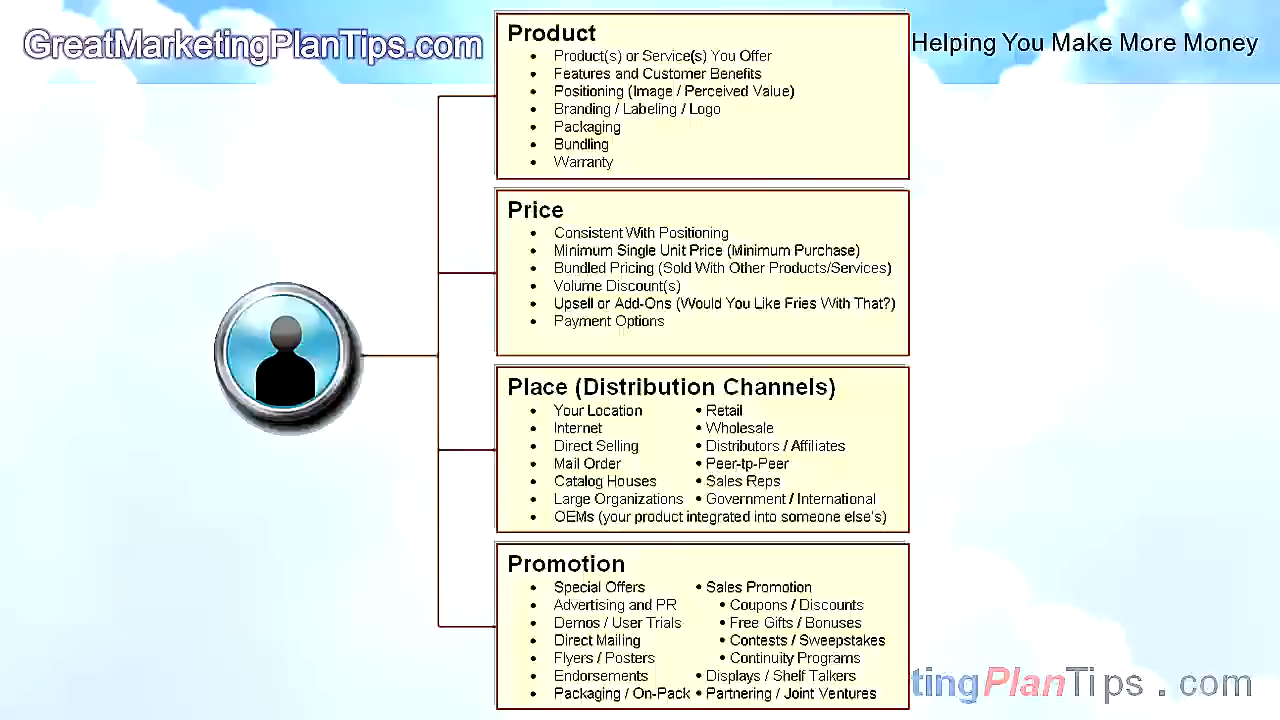 GreatMarketingPlanTips.com
Helping You Make More Money
Product
• Product(s) or Service(s) You Offer
• Features and Customer Benefits
• Positioning (Image / Perceived Value)
• Branding / Labeling / Logo
• Packaging
• Bundling
• Warranty
Price
• Consistent With Positioning
• Minimum Single Unit Price (Minimum Purchase)
• Bundled Pricing (Sold With Other Products/Services)
• Volume Discount(s)
• Upsell or Add-Ons (Would You Like Fries With That?)
• Payment Options
Place (Distribution Channels)
• Your Location • Retail
• Internet • Wholesale
• Direct Selling • Distributors / Affiliates
• Mail Order • Peer-tp-Peer
• Catalog Houses • Sales Reps
• Large Organizations • Government / International
• OEMs (your product integrated into someone else's)
Promotion
• Special Offers • Sales Promotion
• Advertising and PR • Coupons / Discounts
• Demos / User Trials • Free Gifts / Bonuses
• Direct Mailing • Contests / Sweepstakes
• Flyers / Posters • Continuity Programs
• Endorsements • Displays / Shelf Talkers
• Packaging / On-Pack • Partnering / Joint Ventures
tingPlanTips . com